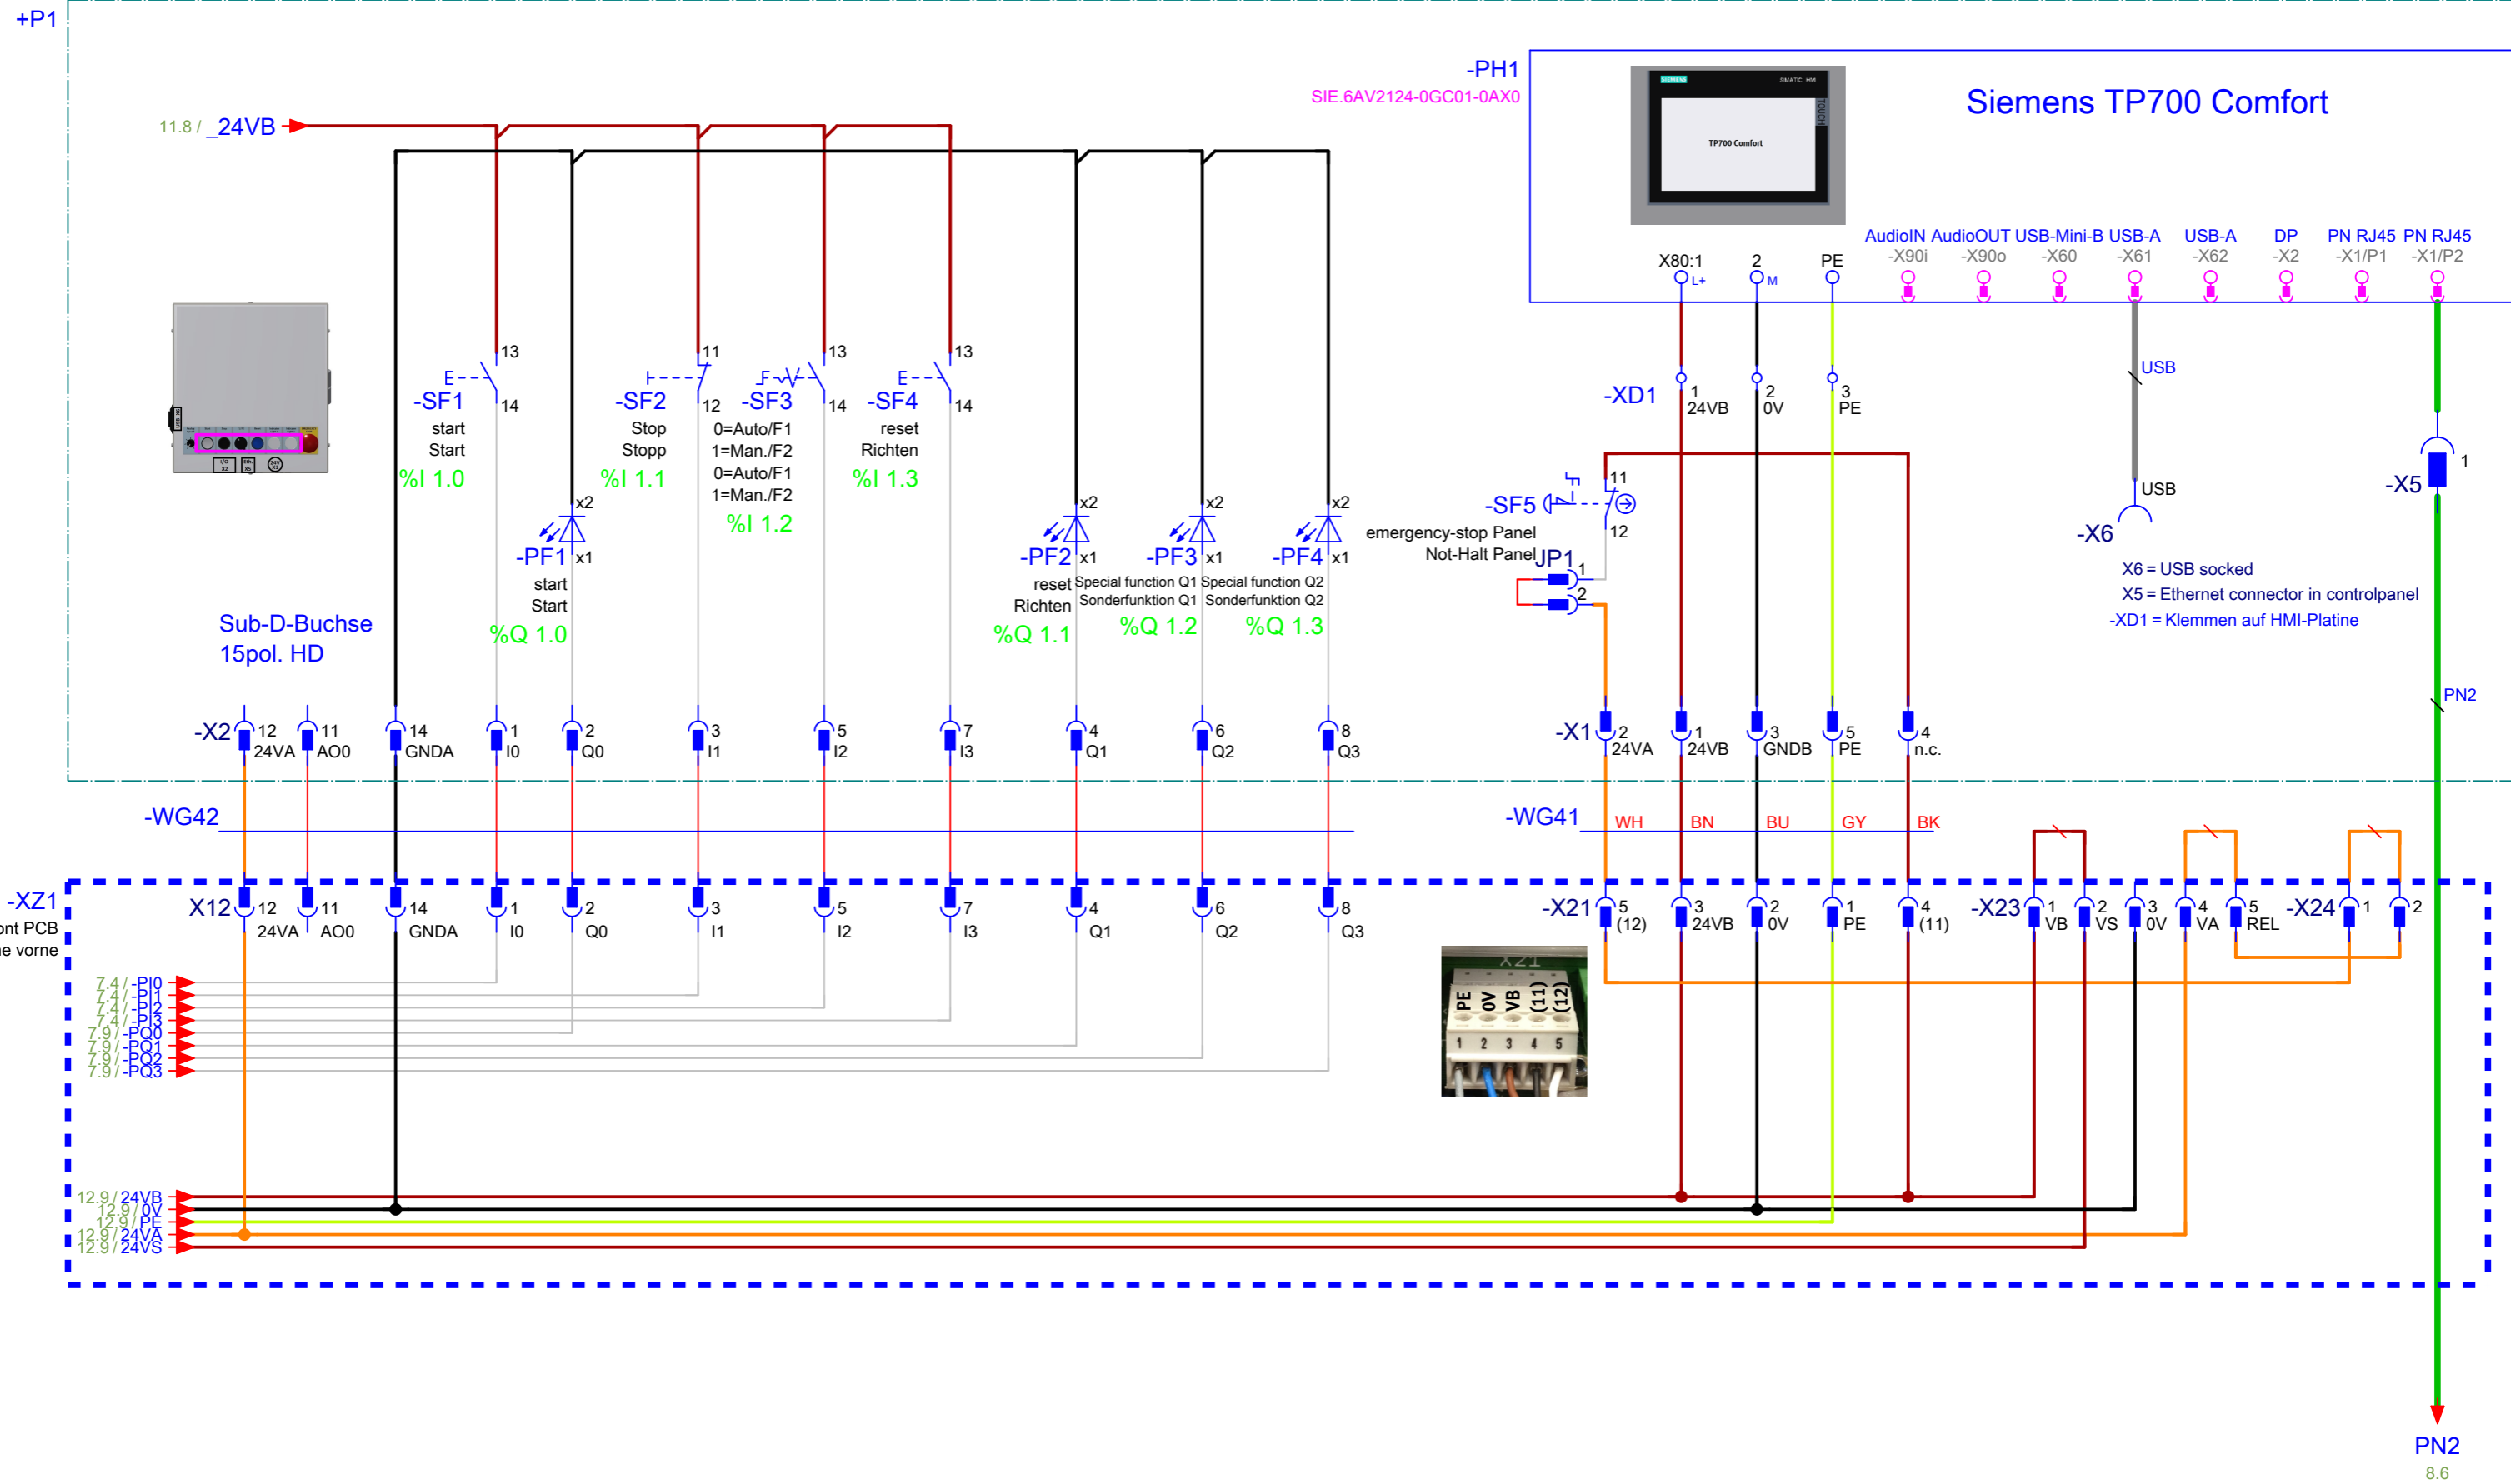 +P1
-PH1
SIE.6AV2124-0GC01-0AX0
SIEMENS
SIMATIC HMI
TOUCH
TP700 Comfort
Siemens TP700 Comfort
11.8 / _24VB
AudioIN AudioOUT USB-Mini-B USB-A USB-A DP PN RJ45 PN RJ45
-X90i -X90o -X60 -X61 -X62 -X2 -X1/P1 -X1/P2
X80:1 2 PE
L+ M
13 11 13 13
E E
-SF1 -SF2 -SF3 -SF4
14 12 14 14
start Stop 0=Auto/F1 reset
Start Stopp 1=Man./F2 Richten
0=Auto/F1
1=Man./F2
%I 1.0 %I 1.1 %I 1.2 %I 1.3
-XD1 1 2 3
24VB 0V PE
USB
USB
-X6
1
-X5
11
-SF5
12
emergency-stop Panel
Not-Halt Panel
JP1
1
2
x2 x2 x2 x2
-PF1 x1 -PF2 x1 -PF3 x1 -PF4 x1
start reset Special function Q1 Special function Q2
Start Richten Sonderfunktion Q1 Sonderfunktion Q2
%Q 1.0 %Q 1.1 %Q 1.2 %Q 1.3
X6 = USB socked
X5 = Ethernet connector in controlpanel
-XD1 = Klemmen auf HMI-Platine
Sub-D-Buchse
15pol. HD
PN2
-X2 12 11 14 1 2 3 5 7 4 6 8
24VA AO0 GNDA I0 Q0 I1 I2 I3 Q1 Q2 Q3
-X1 2 1 3 5 4
24VA 24VB GNDB PE n.c.
-WG42
-WG41 WH BN BU GY BK
-XZ1
ont PCB
ne vorne
X12 12 11 14 1 2 3 5 7 4 6 8
24VA AO0 GNDA I0 Q0 I1 I2 I3 Q1 Q2 Q3
-X21 5 3 2 1 4
(12) 24VB 0V PE (11)
-X23 1 2 3 4 5
VB VS 0V VA REL
-X24 1 2
7.4 / -PI0
7.4 / -PI1
7.4 / -PI2
7.4 / -PI3
7.9 / -PQ0
7.9 / -PQ1
7.9 / -PQ2
7.9 / -PQ3
PE 0V VB (11) (12)
1 2 3 4 5
12.9 / 24VB
12.9 / 0V
12.9 / PE
12.9 / 24VA
12.9 / 24VS
PN2
8.6